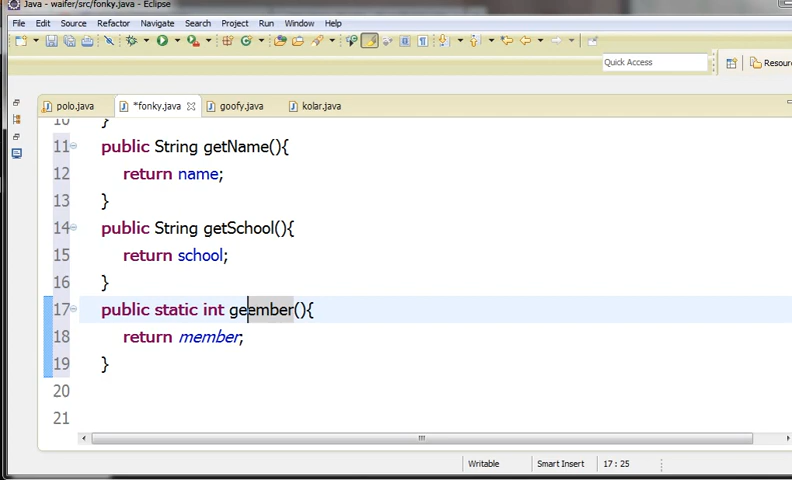 Java - waifer/src/fonky.java - Eclipse
File Edit Source Refactor Navigate Search Project Run Window Help
Quick Access
Resour
polo.java *fonky.java goofy.java kolar.java
10 }
11 public String getName(){
12 return name;
13 }
14 public String getSchool(){
15 return school;
16 }
17 public static int geember(){
18 return member;
19 }
20
21
Writable Smart Insert 17 : 25